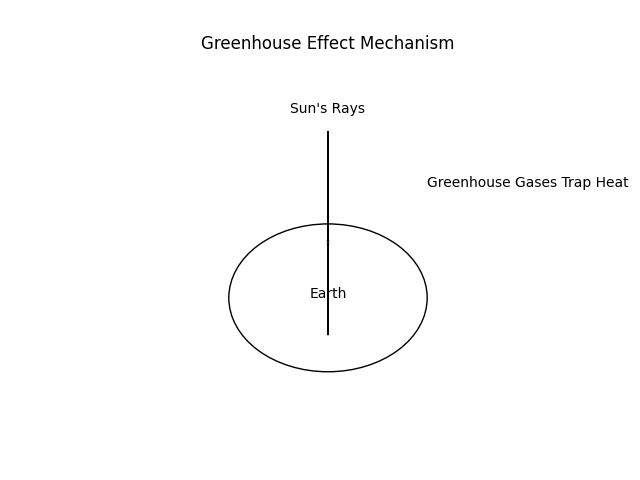 Greenhouse Effect Mechanism
Sun's Rays
Greenhouse Gases Trap Heat
Earth